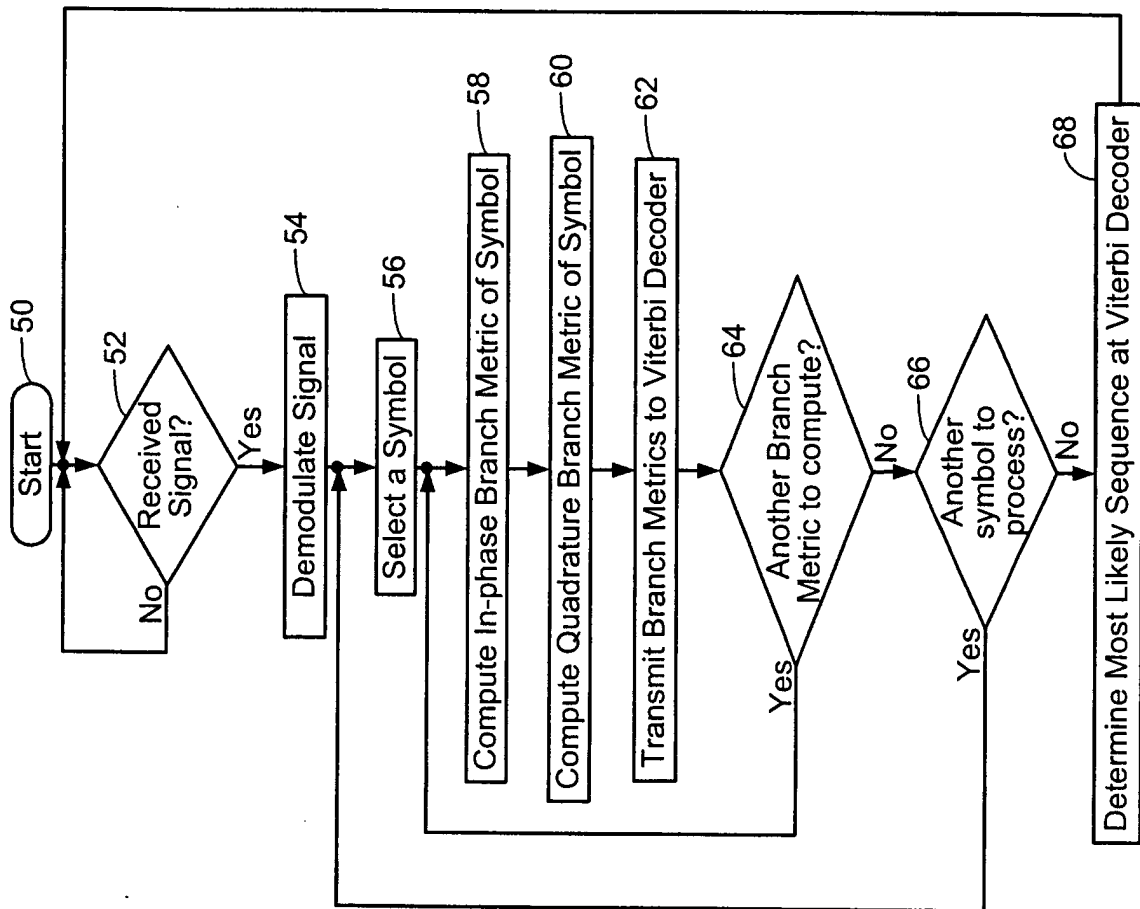 Start
50
Received
Signal?
52
No
Yes
Demodulate Signal
54
Select a Symbol
56
Compute In-phase Branch Metric of Symbol
58
Compute Quadrature Branch Metric of Symbol
60
Transmit Branch Metrics to Viterbi Decoder
62
Another Branch
Metric to compute?
64
Yes
No
Another
symbol to
process?
66
Yes
No
Determine Most Likely Sequence at Viterbi Decoder
68